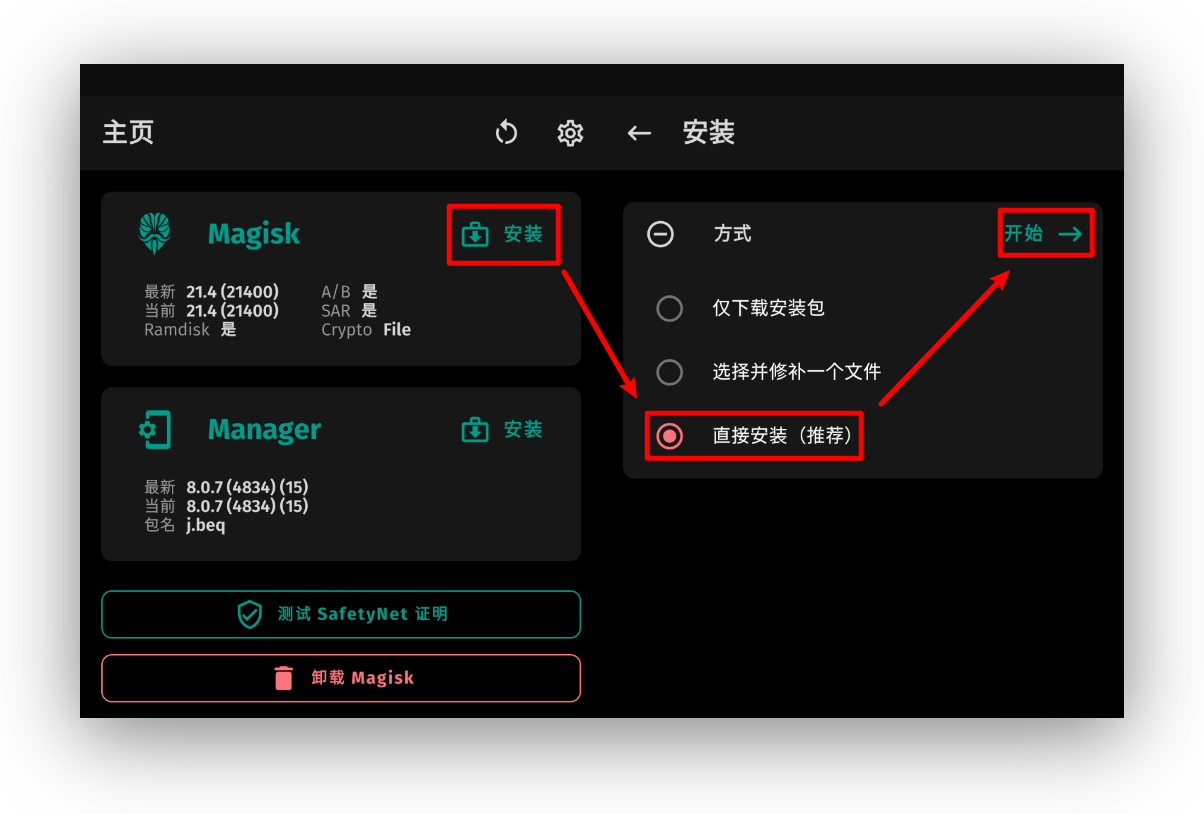 主页
Magisk
安装
最新 21.4 (21400)
当前 21.4 (21400)
Ramdisk 是
A/B 是
SAR 是
Crypto File
Manager
安装
最新 8.0.7 (4834) (15)
当前 8.0.7 (4834) (15)
包名 j.beq
测试 SafetyNet 证明
卸载 Magisk
安装
方式
开始
仅下载安装包
选择并修补一个文件
直接安装（推荐）